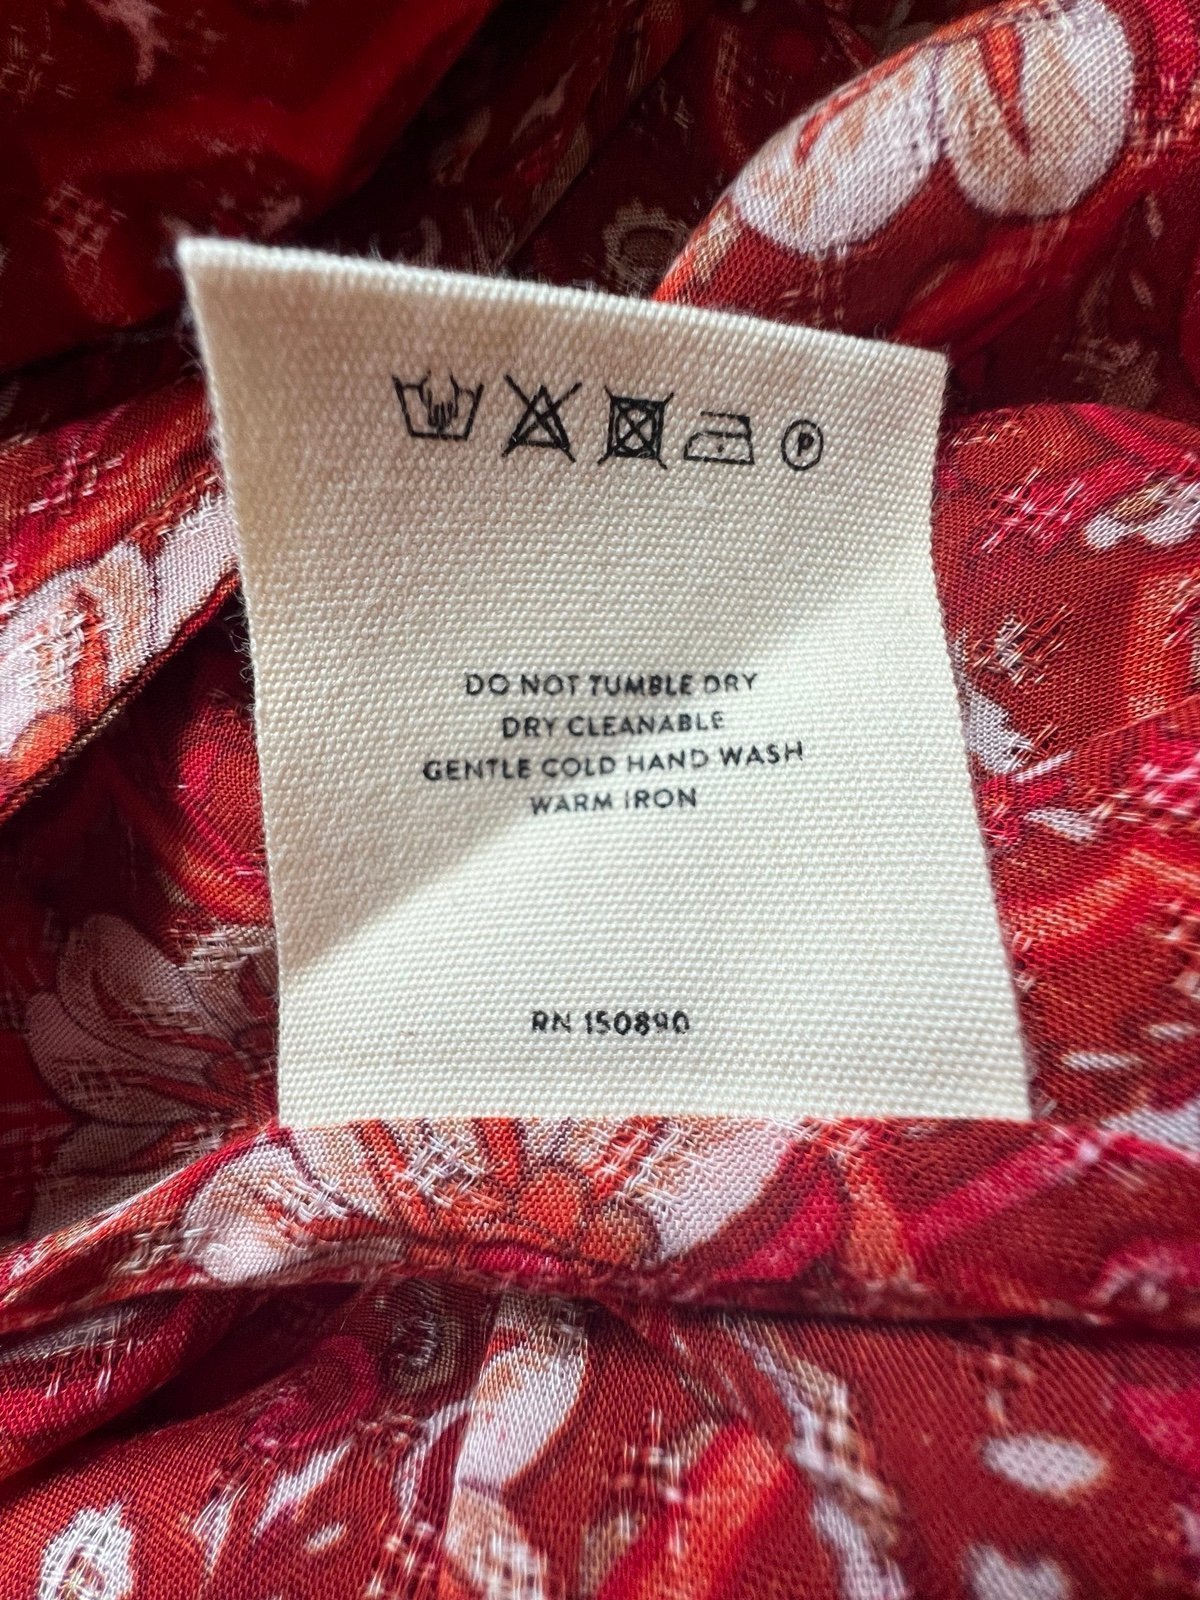 P
DO NOT TUMBLE DRY
DRY CLEANABLE
GENTLE COLD HAND WASH
WARM IRON
RN 150890